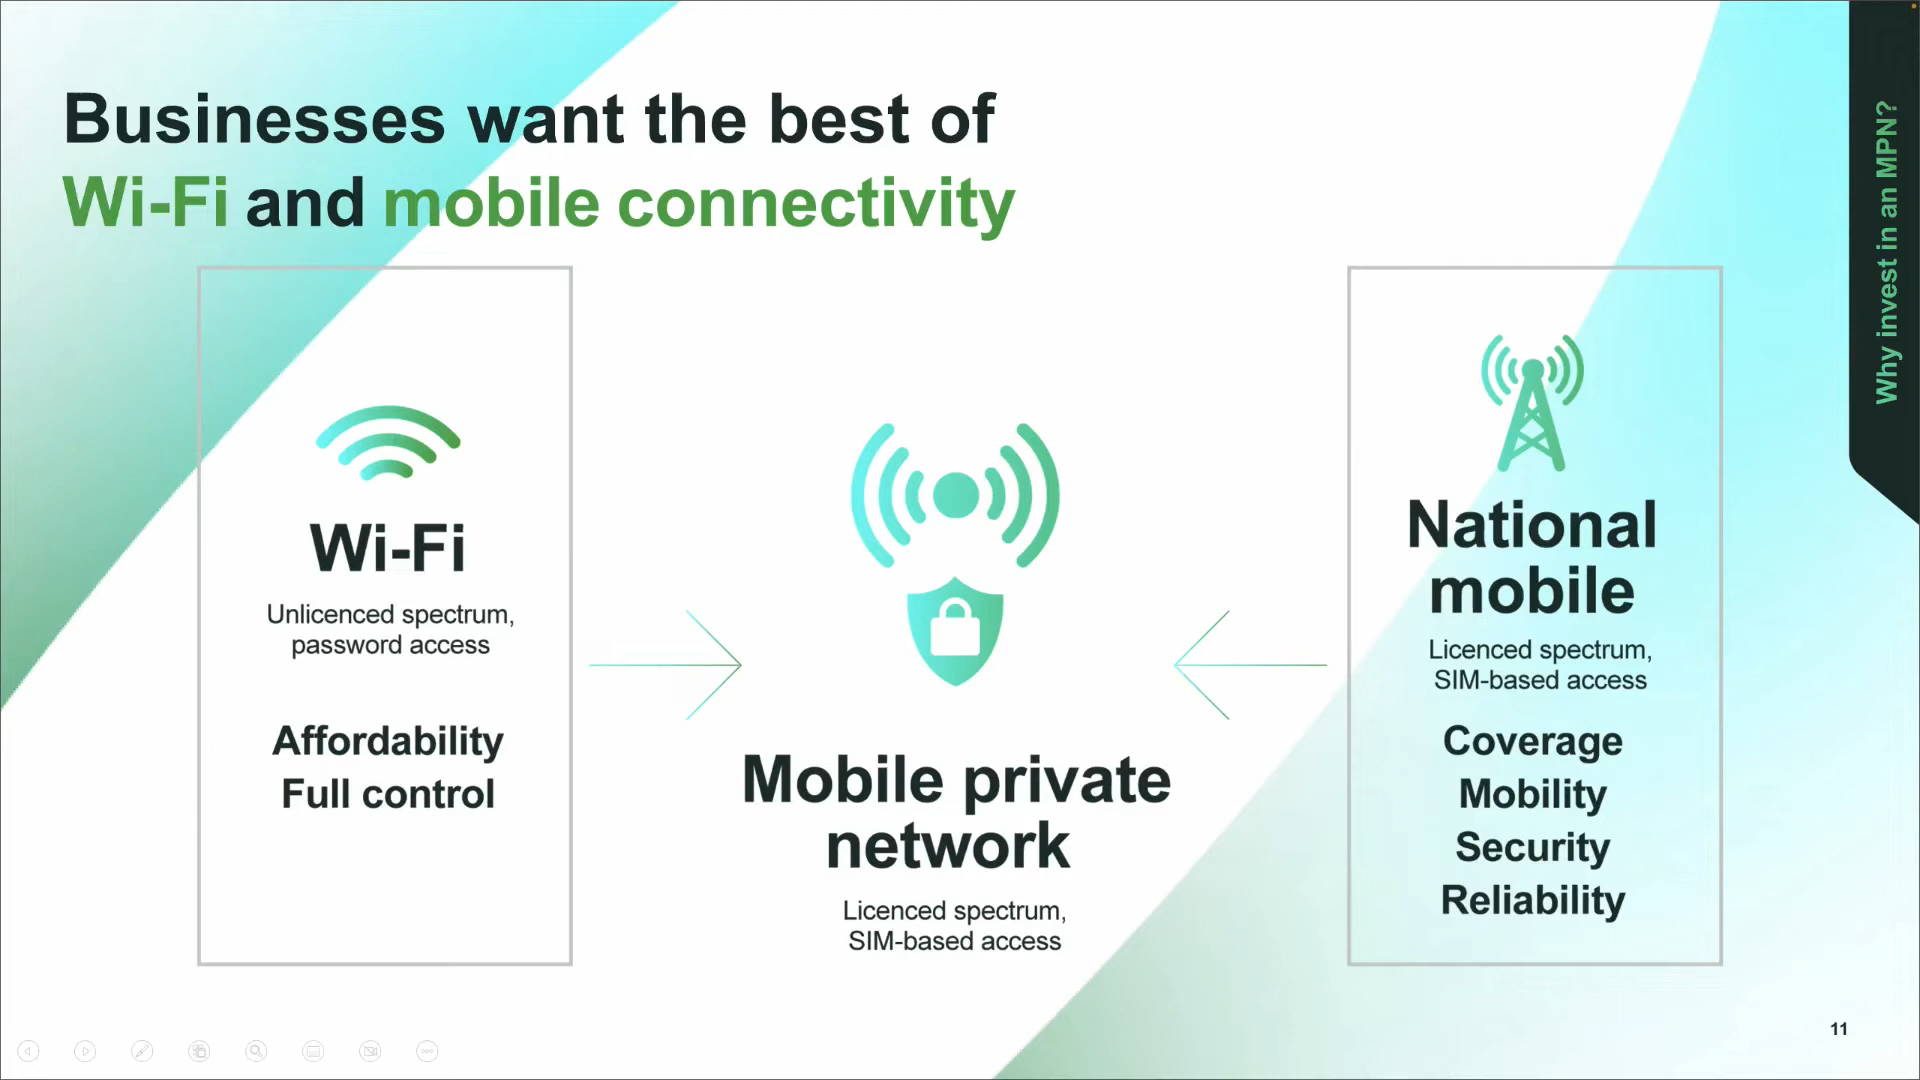 Businesses want the best of
Wi-Fi and mobile connectivity
Why invest in an MPN?
Wi-Fi
Unlicenced spectrum,
password access
Affordability
Full control
Mobile private
network
Licenced spectrum,
SIM-based access
National
mobile
Licenced spectrum,
SIM-based access
Coverage
Mobility
Security
Reliability
11